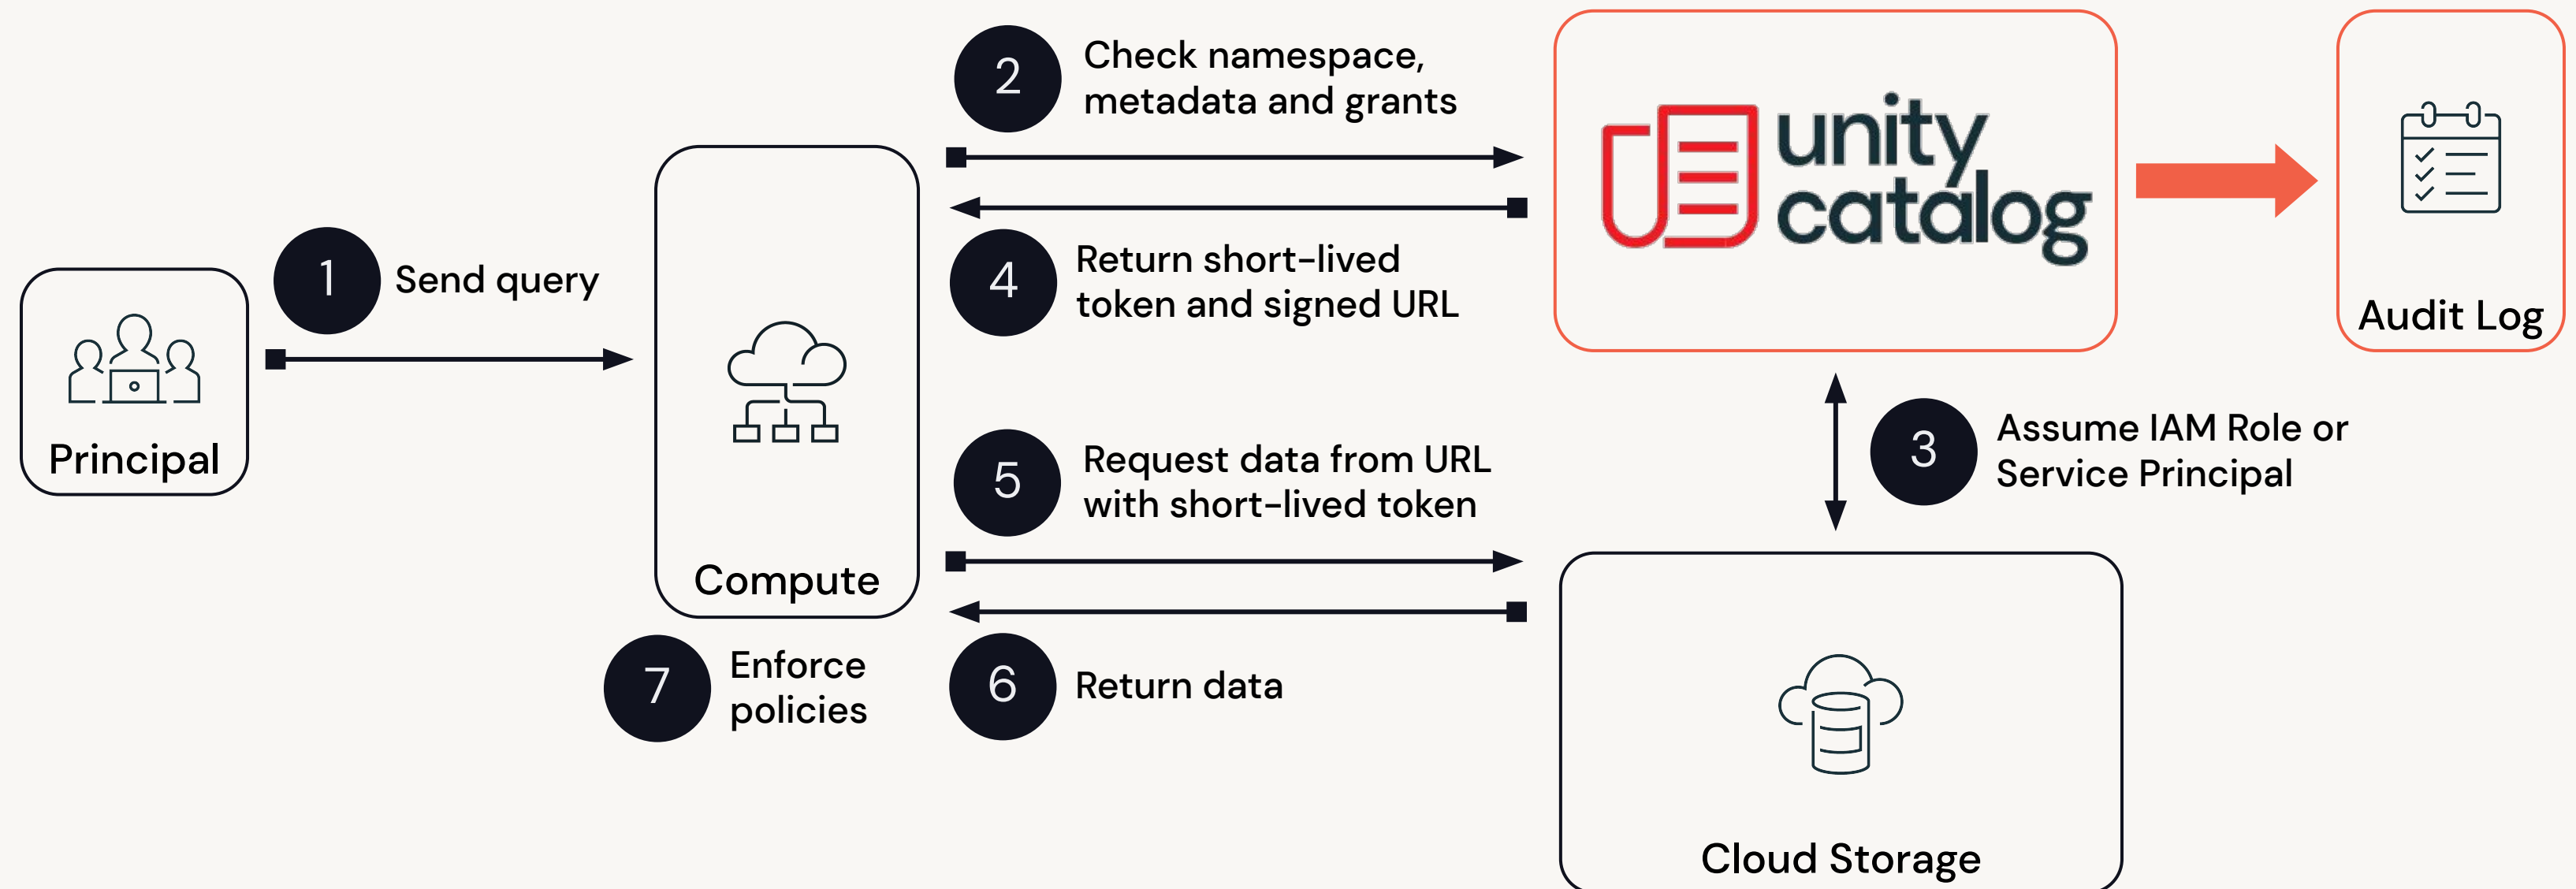 1
Send query
Principal
Compute
2
Check namespace,
metadata and grants
4
Return short-lived
token and signed URL
unity
catalog
Audit Log
3
Assume IAM Role or
Service Principal
5
Request data from URL
with short-lived token
6
Return data
7
Enforce
policies
Cloud Storage